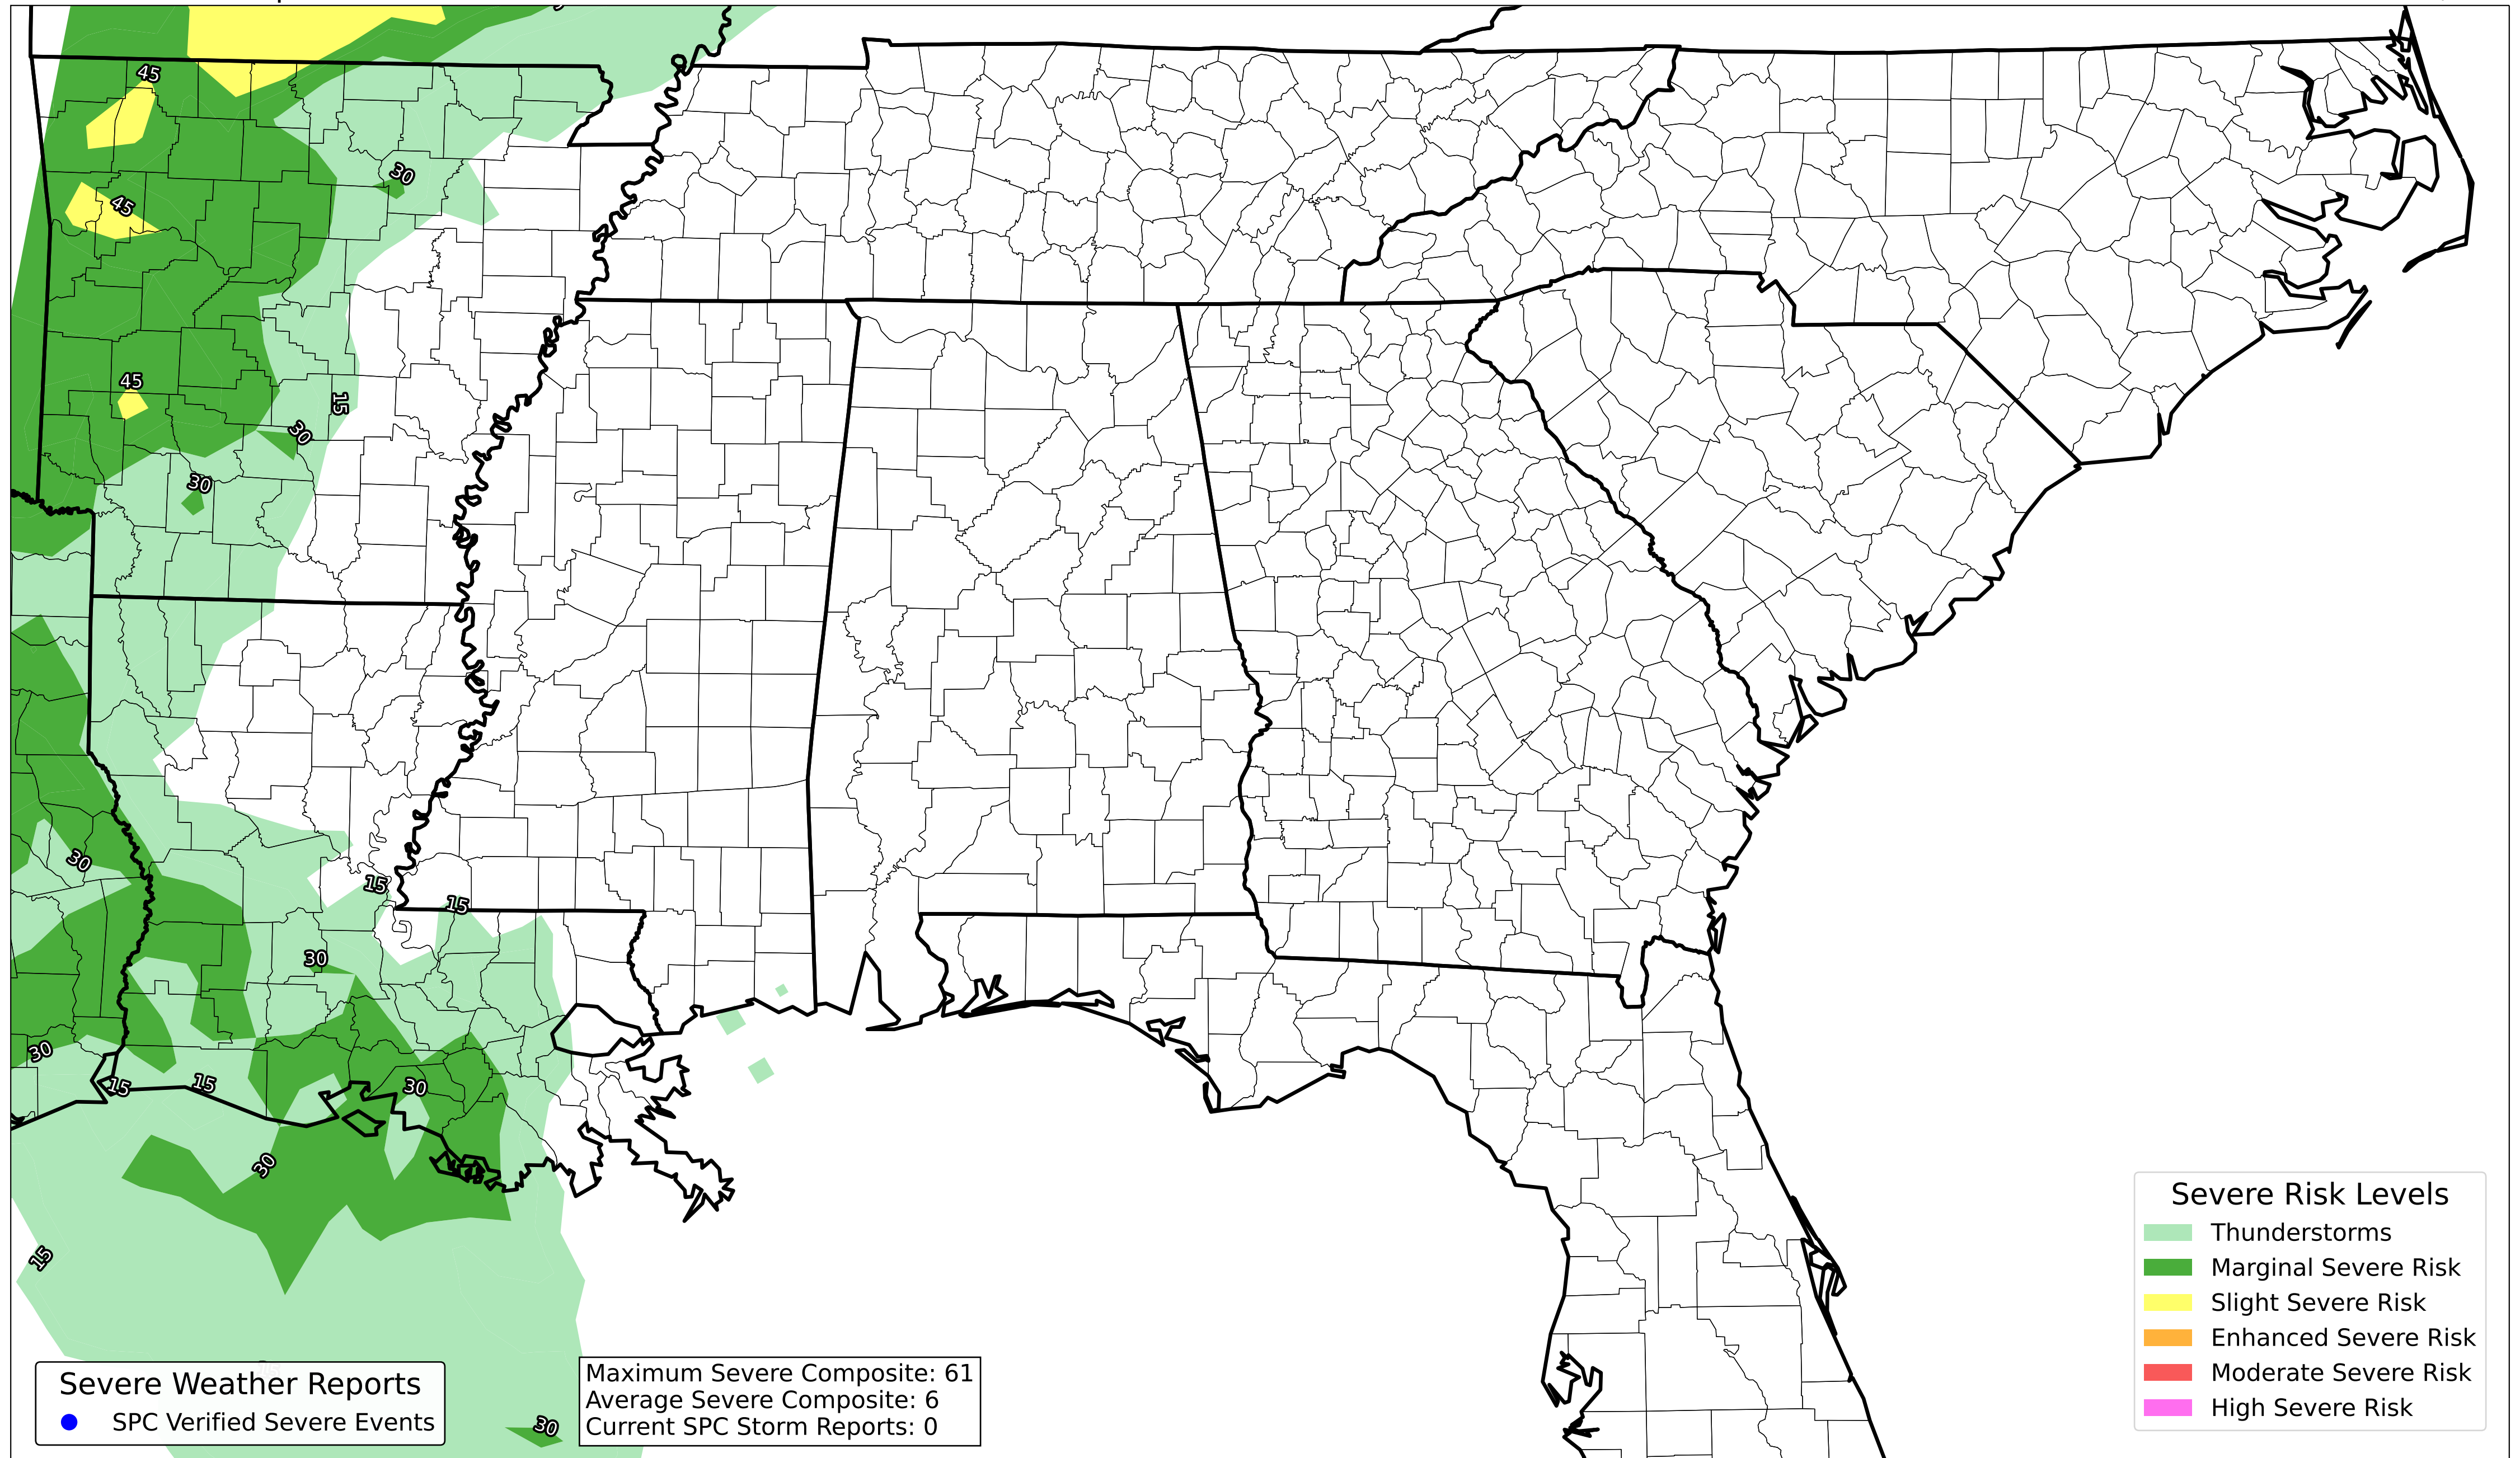 45
30
45
45
15
30
30
30
15
15
30
30
15
15
30
30
15
30
Severe Risk Levels
Thunderstorms
Marginal Severe Risk
Slight Severe Risk
Enhanced Severe Risk
Moderate Severe Risk
High Severe Risk
Severe Weather Reports
SPC Verified Severe Events
Maximum Severe Composite: 61
Average Severe Composite: 6
Current SPC Storm Reports: 0